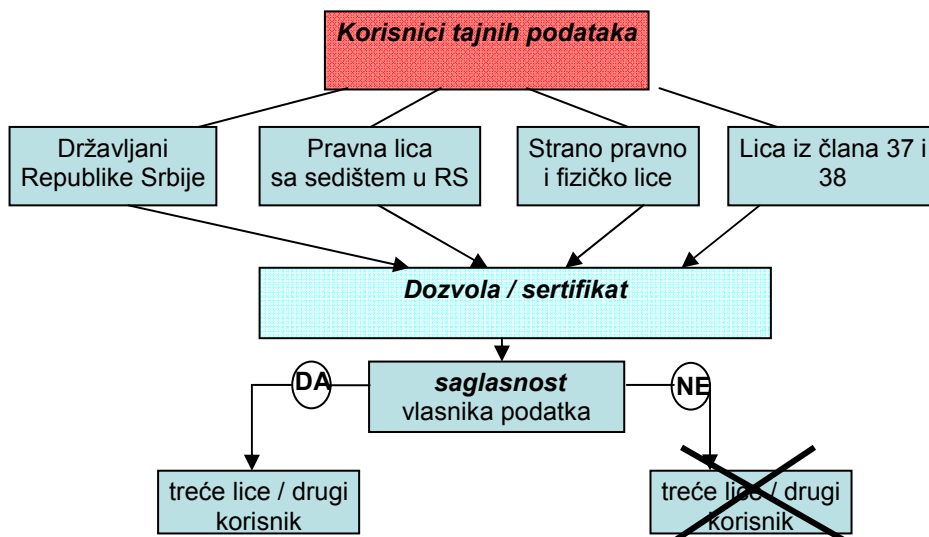 Korisnici tajnih podataka
Državljani
Republike Srbije
Pravna lica
sa sedištem u RS
Strano pravno
i fizičko lice
Lica iz člana 37 i
38
Dozvola / sertifikat
DA
saglasnost
vlasnika podatka
NE
treće lice / drugi
korisnik
treće lice / drugi
korisnik